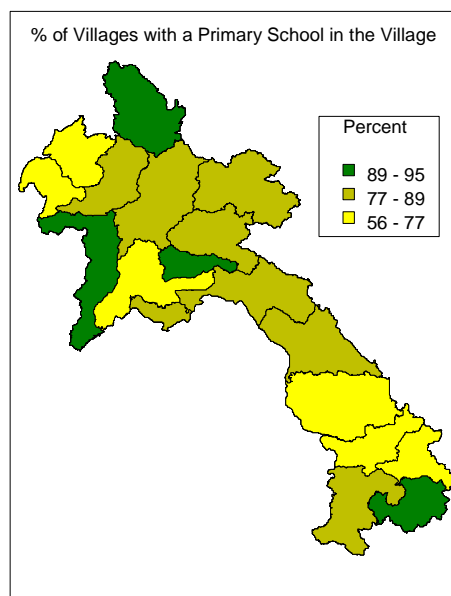 % of Villages with a Primary School in the Village
Percent
89 - 95
77 - 89
56 - 77